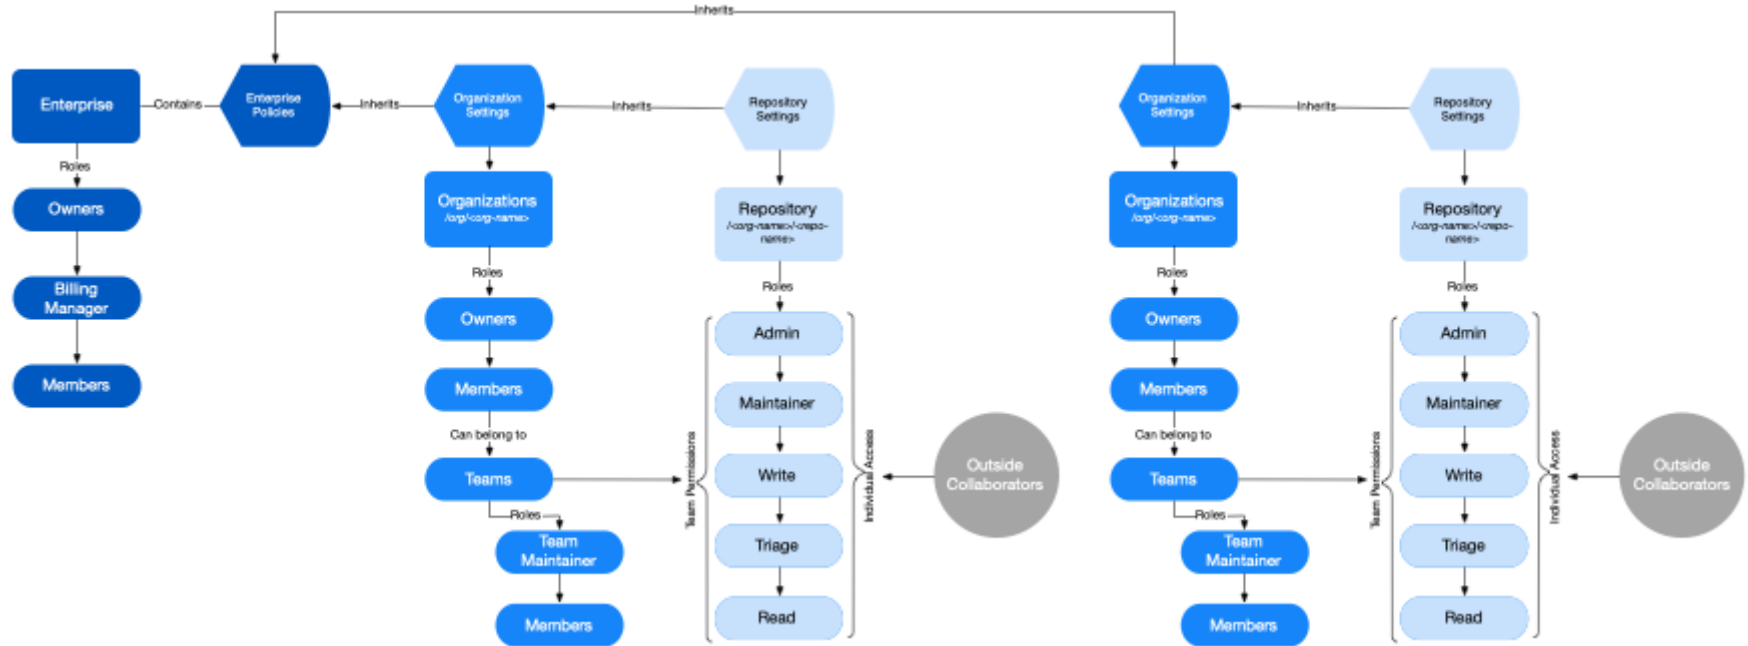 Inherits
Enterprise
Contains
Enterprise
Policies
Inherits
Organization
Settings
Inherits
Repository
Settings
Organization
Settings
Inherits
Repository
Settings
Roles
Owners
Billing
Manager
Members
Organizations
/org/<org-name>
Roles
Owners
Members
Can belong to
Teams
Roles
Team
Maintainer
Members
Repository
/<org-name>/<repo-
name>
Roles
Admin
Maintainer
Write
Triage
Read
Team Permissions
Individual Access
Outside
Collaborators
Organizations
/org/<org-name>
Roles
Owners
Members
Can belong to
Teams
Roles
Team
Maintainer
Members
Repository
/<org-name>/<repo-
name>
Roles
Admin
Maintainer
Write
Triage
Read
Team Permissions
Individual Access
Outside
Collaborators